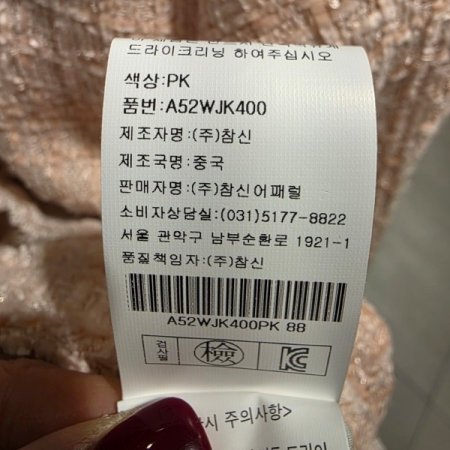 드라이크리닝 하여주십시오
색상:PK
품번:A52WJK400
제조자명:(주)참신
제조국명:중국
판매자명:(주)참신어패럴
소비자상담실:(031)5177-8822
서울 관악구 남부순환로 1921-1
품질책임자:(주)참신
A52WJK400PK 88
검사필
檢
KC
주의사항>